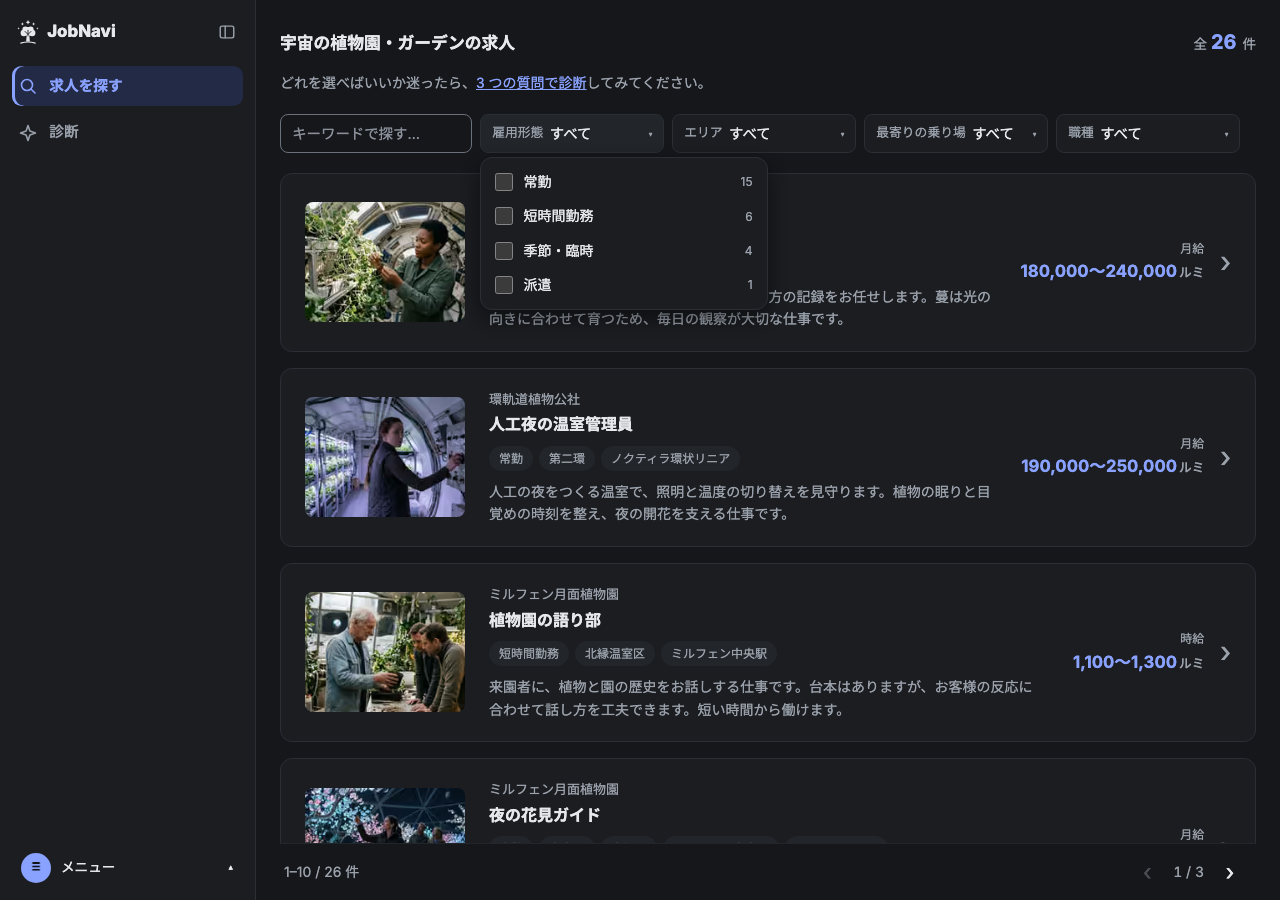 JobNavi
求人を探す
診断
メニュー
宇宙の植物園・ガーデンの求人
全 26 件
どれを選べばいいか迷ったら、3 つの質問で診断してみてください。
キーワードで探す...
雇用形態 すべて
エリア すべて
最寄りの乗り場 すべて
職種 すべて
常勤 15
短時間勤務 6
季節・臨時 4
派遣 1
月給
180,000〜240,000 ルミ
方の記録をお任せします。蔓は光の
向きに合わせて育つため、毎日の観察が大切な仕事です。
環軌道植物公社
人工夜の温室管理員
常勤 第二環 ノクティラ環状リニア
人工の夜をつくる温室で、照明と温度の切り替えを見守ります。植物の眠りと目
覚めの時刻を整え、夜の開花を支える仕事です。
月給
190,000〜250,000 ルミ
ミルフェン月面植物園
植物園の語り部
短時間勤務 北縁温室区 ミルフェン中央駅
来園者に、植物と園の歴史をお話しする仕事です。台本はありますが、お客様の反応に
合わせて話し方を工夫できます。短い時間から働けます。
時給
1,100〜1,300 ルミ
ミルフェン月面植物園
夜の花見ガイド
月給
1–10 / 26 件
1 / 3